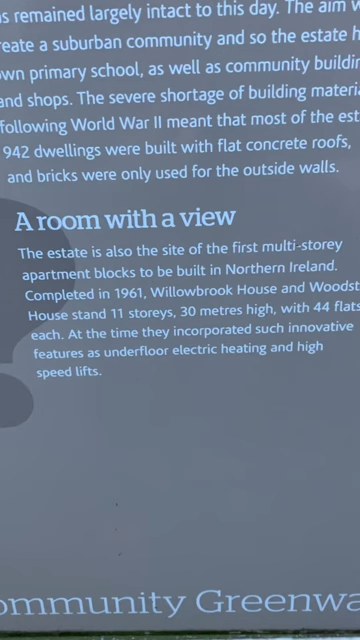 s remained largely intact to this day. The aim w
reate a suburban community and so the estate h
own primary school, as well as community buildin
and shops. The severe shortage of building materia
following World War II meant that most of the est
942 dwellings were built with flat concrete roofs,
and bricks were only used for the outside walls.
A room with a view
The estate is also the site of the first multi-storey
apartment blocks to be built in Northern Ireland.
Completed in 1961, Willowbrook House and Woodst
House stand 11 storeys, 30 metres high, with 44 flats
each. At the time they incorporated such innovative
features as underfloor electric heating and high
speed lifts.
ommunity Greenwa